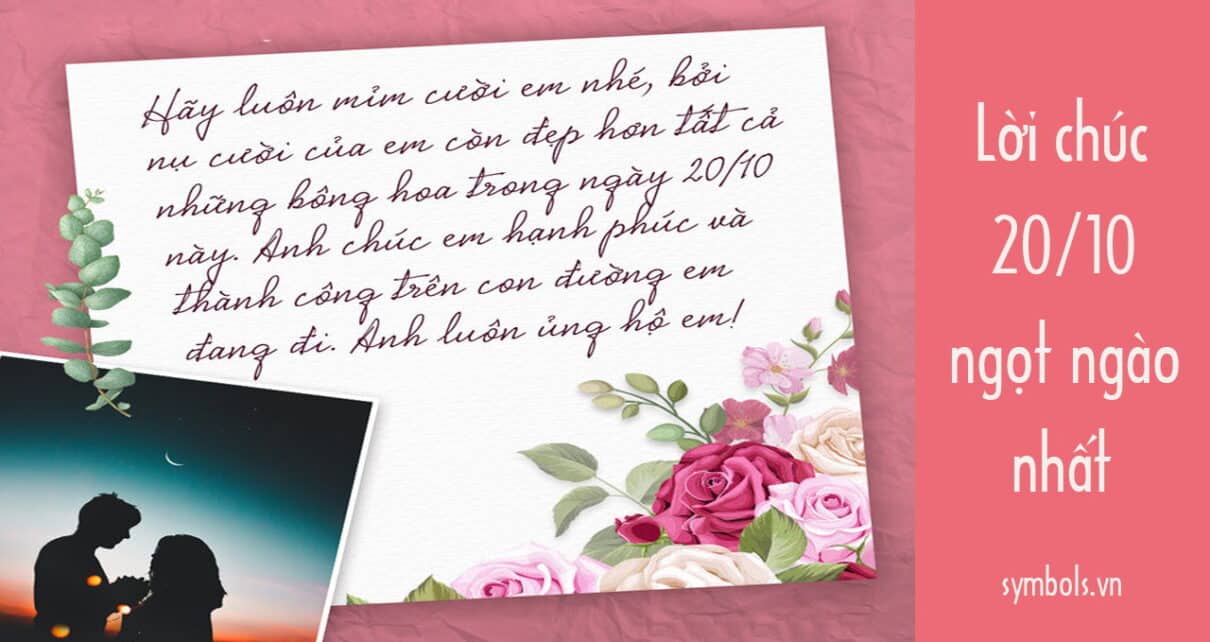 Hãy luôn mỉm cười em nhé, bởi
nụ cười của em còn đẹp hơn tất cả
những bông hoa trong ngày 20/10
này. Anh chúc em hạnh phúc và
thành công trên con đường em
đang đi. Anh luôn ủng hộ em!
Lời chúc
20/10
ngọt ngào
nhất
symbols.vn